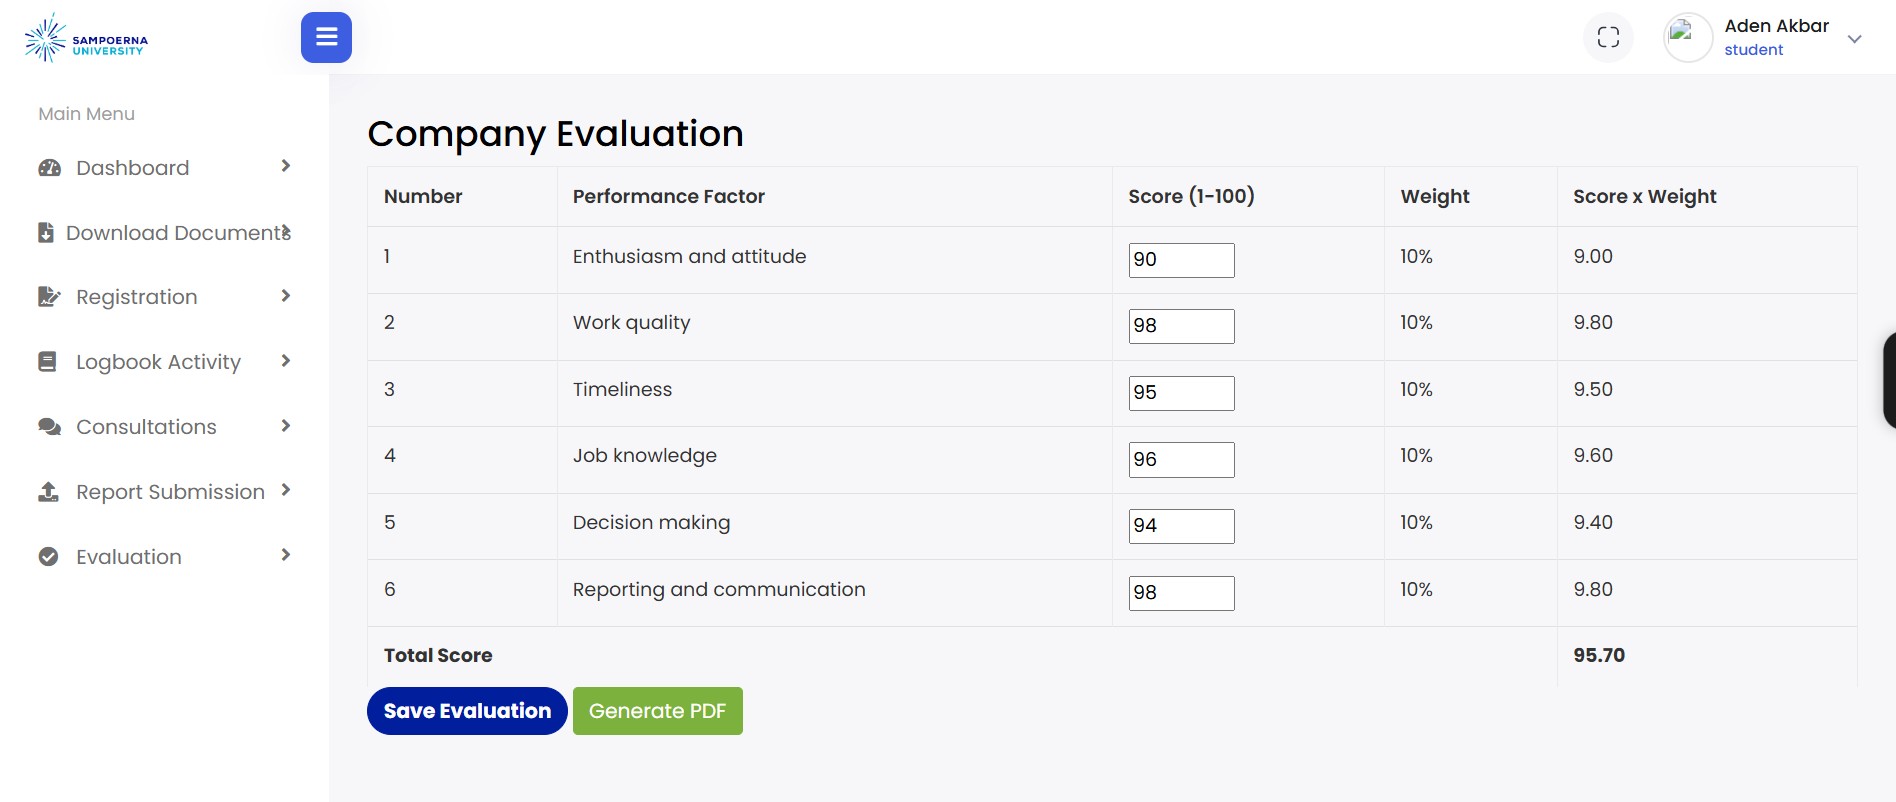 SAMPOERNA
UNIVERSITY
Aden Akbar
student
Main Menu
Dashboard
Download Documents
Registration
Logbook Activity
Consultations
Report Submission
Evaluation
Company Evaluation
Number Performance Factor Score (1-100) Weight Score x Weight
1 Enthusiasm and attitude 90 10% 9.00
2 Work quality 98 10% 9.80
3 Timeliness 95 10% 9.50
4 Job knowledge 96 10% 9.60
5 Decision making 94 10% 9.40
6 Reporting and communication 98 10% 9.80
Total Score 95.70
Save Evaluation Generate PDF